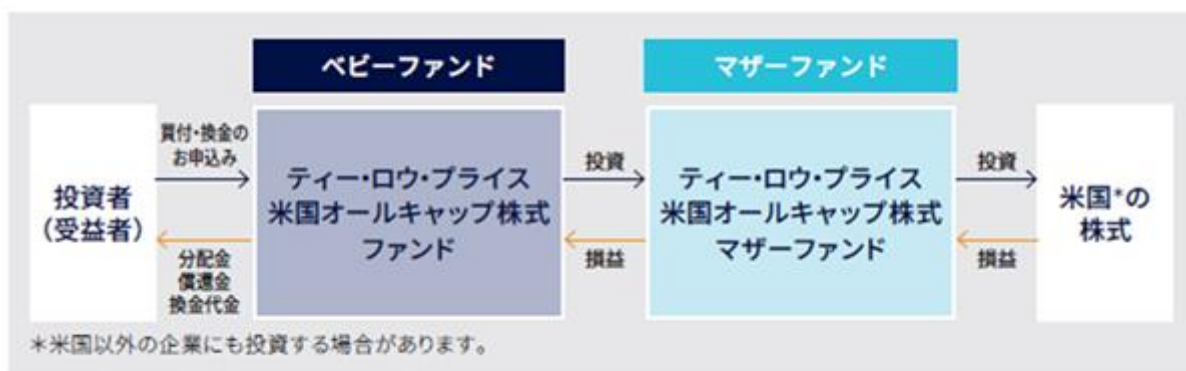 ベビーファンド
マザーファンド
投資者
（受益者）
買付・換金の
お申込み
分配金
償還金
換金代金
ティー・ロウ・プライス
米国オールキャップ株式
ファンド
投資
損益
ティー・ロウ・プライス
米国オールキャップ株式
マザーファンド
投資
損益
米国*の
株式
＊米国以外の企業にも投資する場合があります。